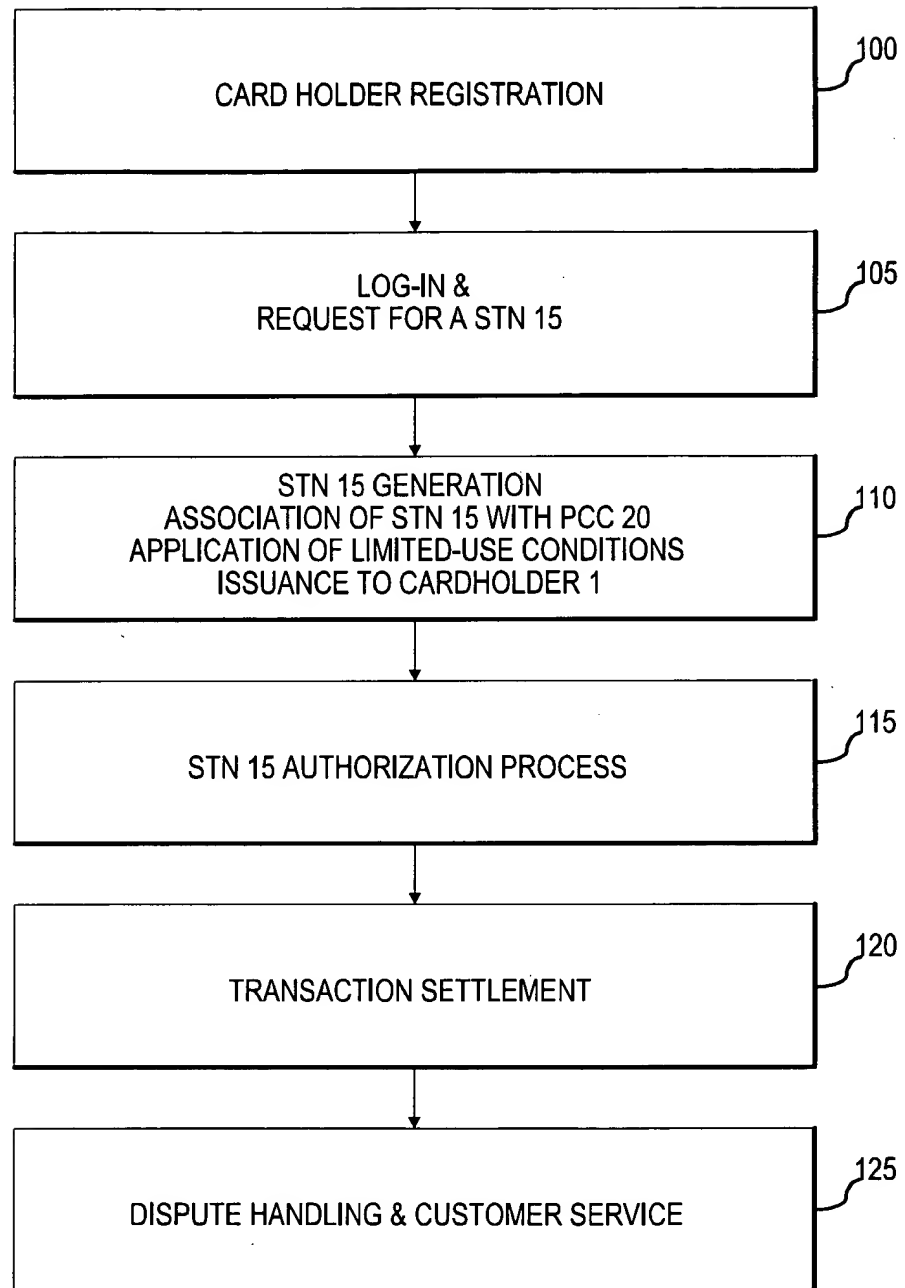 CARD HOLDER REGISTRATION
100
LOG-IN &
REQUEST FOR A STN 15
105
STN 15 GENERATION
ASSOCIATION OF STN 15 WITH PCC 20
APPLICATION OF LIMITED-USE CONDITIONS
ISSUANCE TO CARDHOLDER 1
110
STN 15 AUTHORIZATION PROCESS
115
TRANSACTION SETTLEMENT
120
DISPUTE HANDLING & CUSTOMER SERVICE
125